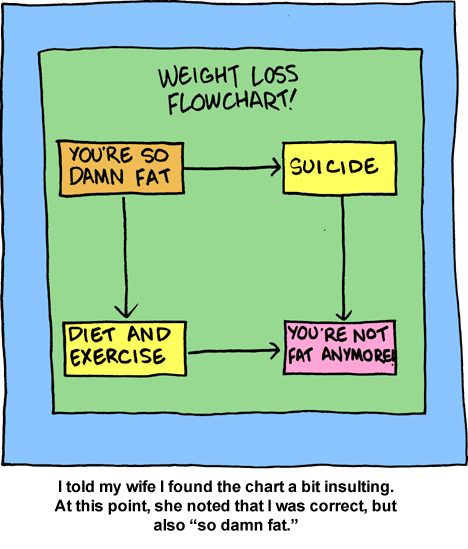 WEIGHT LOSS
FLOWCHART!
YOU'RE SO
DAMN FAT
SUICIDE
DIET AND
EXERCISE
YOU'RE NOT
FAT ANYMORE!
I told my wife I found the chart a bit insulting.
At this point, she noted that I was correct, but
also “so damn fat.”